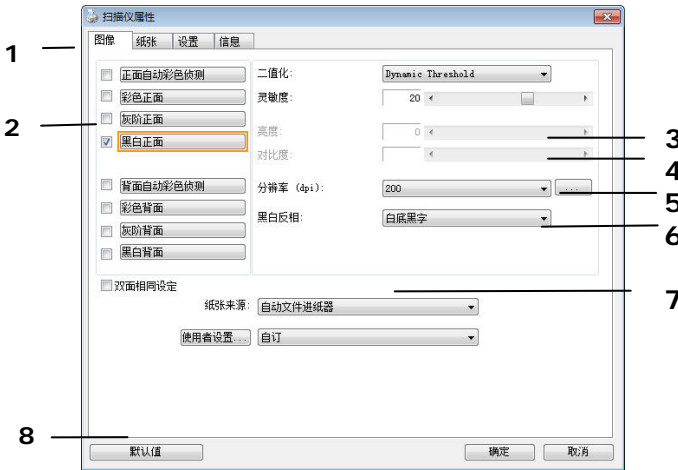 扫描仪属性
图像 纸张 设置 信息
1
正面自动彩色侦测
彩色正面
2
灰阶正面
黑白正面
背面自动彩色侦测
彩色背面
灰阶背面
黑白背面
二值化: Dynamic Threshold
灵敏度: 20
亮度: 0
3
对比度:
4
分辨率 (dpi): 200 ...
5
黑白反相: 白底黑字
6
双面相同设定
7
纸张来源: 自动文件进纸器
使用者设置... 自订
8
默认值 确定 取消